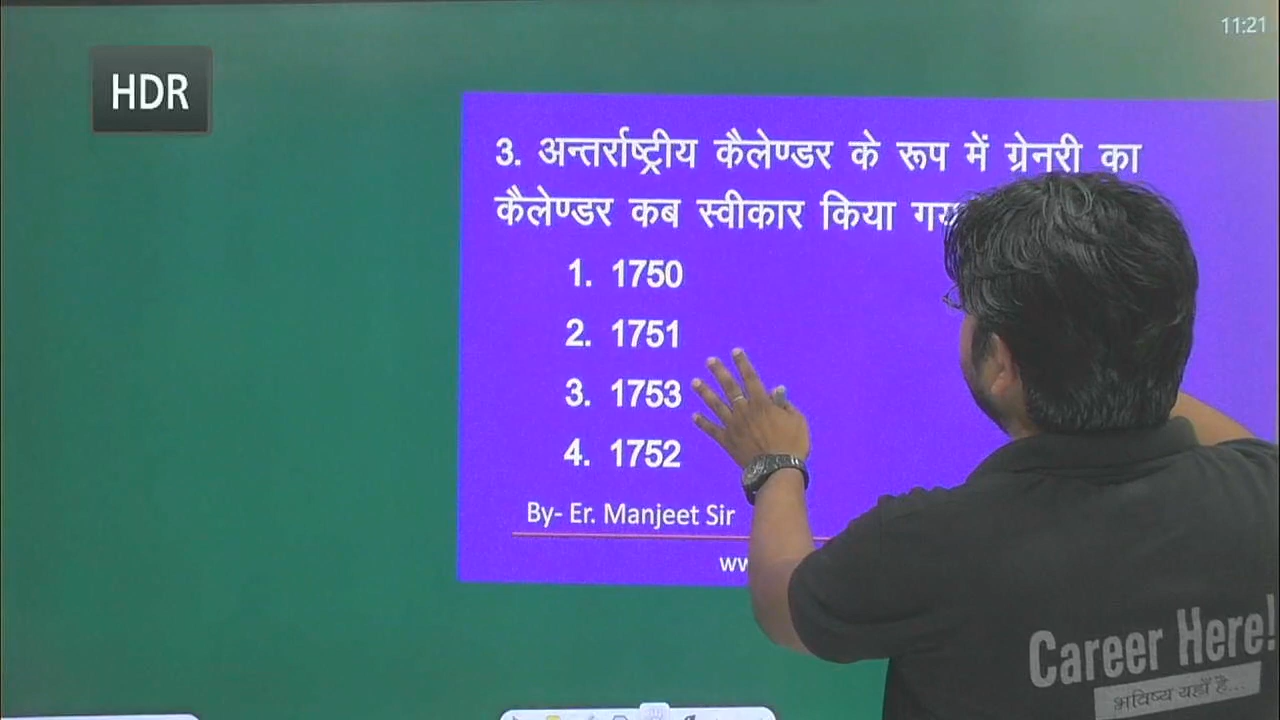 11:21
HDR
3. अन्तर्राष्ट्रीय कैलेण्डर के रूप में ग्रेनरी का
कैलेण्डर कब स्वीकार किया
1. 1750
2. 1751
3. 1753
4. 1752
By- Er. Manjeet Sir
Career Here!
भविष्य यहाँ है...